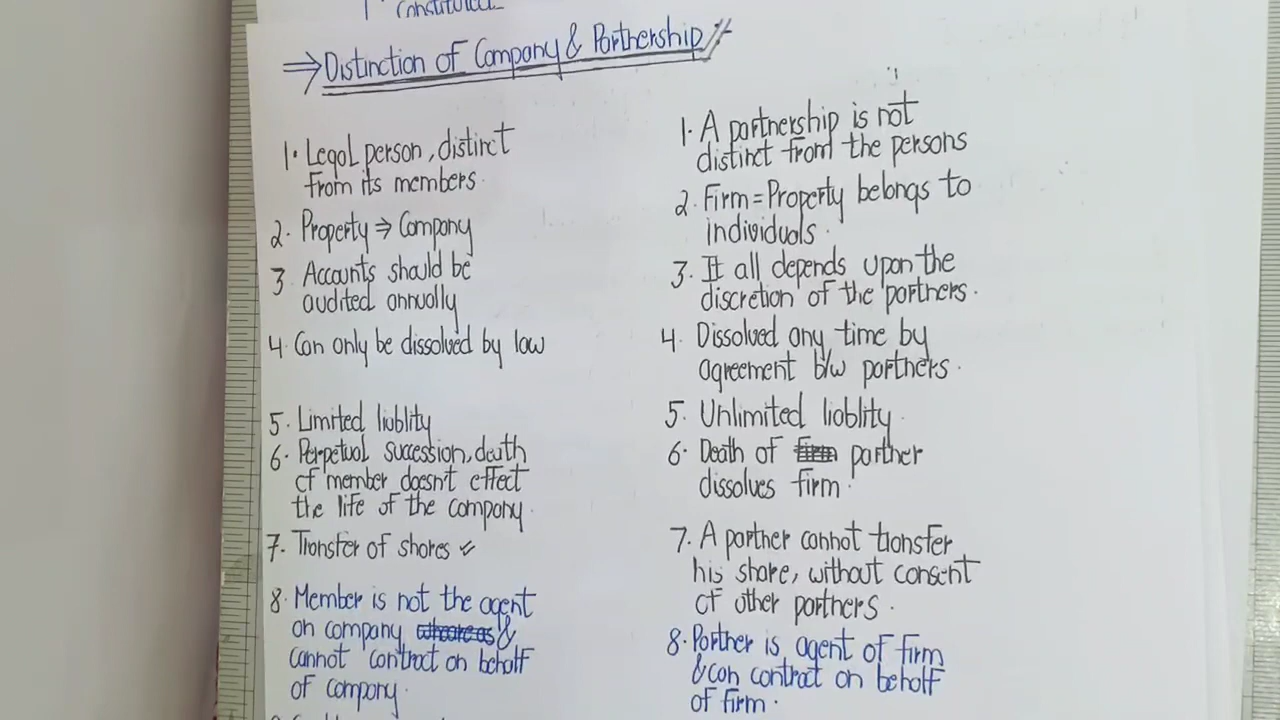 Constituted
⇒ Distinction of Company & Partnership
1. Legal person, distinct
from its members.
2. Property ⇒ Company
3. Accounts should be
audited annually
4. Can only be dissolved by law
5. Limited liablity
6. Perpetual succession, death
of member doesn't effect
the life of the company.
7. Transfer of shares ✓
8. Member is not the agent
on company &
cannot contract on behalf
of company.
1. A partnership is not
distinct from the persons
2. Firm = Property belongs to
individuals.
3. It all depends upon the
discretion of the partners.
4. Dissolved any time by
agreement b/w partners.
5. Unlimited liablity.
6. Death of firm partner
dissolves firm.
7. A partner cannot transfer
his share, without consent
of other partners.
8. Partner is agent of firm
& can contract on behalf
of firm.